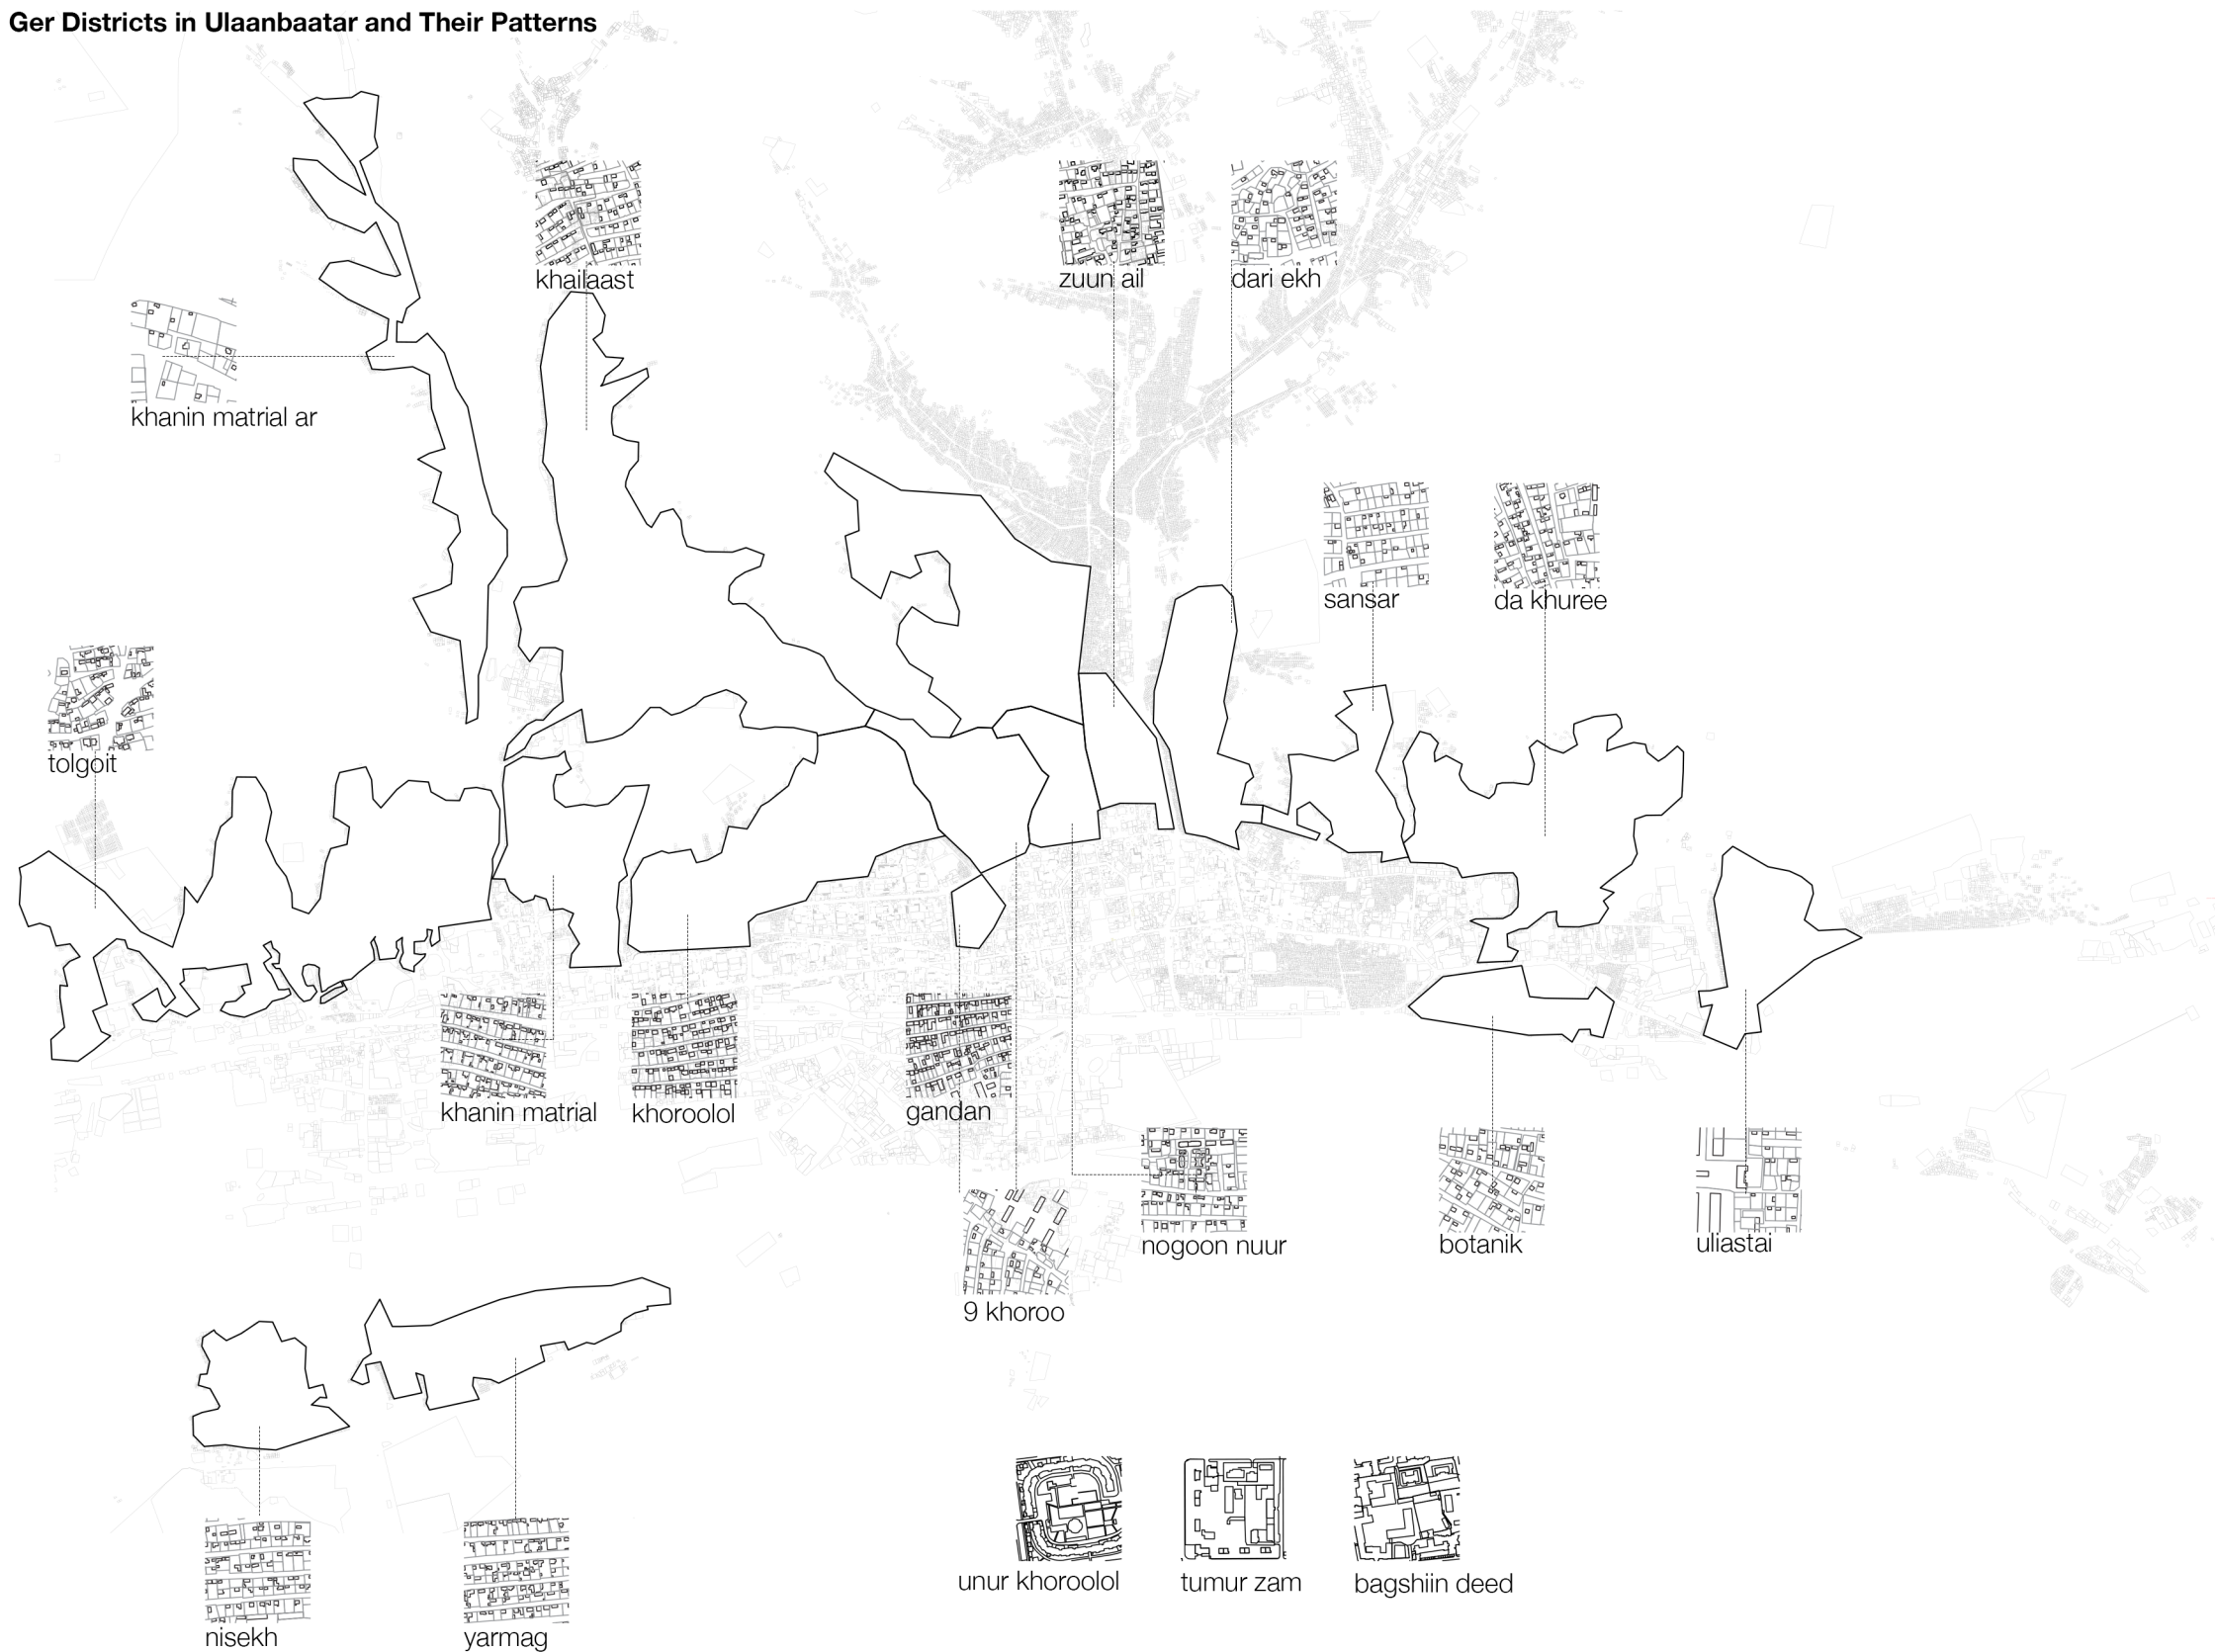 Ger Districts in Ulaanbaatar and Their Patterns
khailaast
zuun ail
dari ekh
khanin matrial ar
sansar
da khuree
tolgoit
khanin matrial
khoroolol
gandan
nogoon nuur
botanik
uliastai
9 khoroo
unur khoroolol
tumur zam
bagshiin deed
nisekh
yarmag